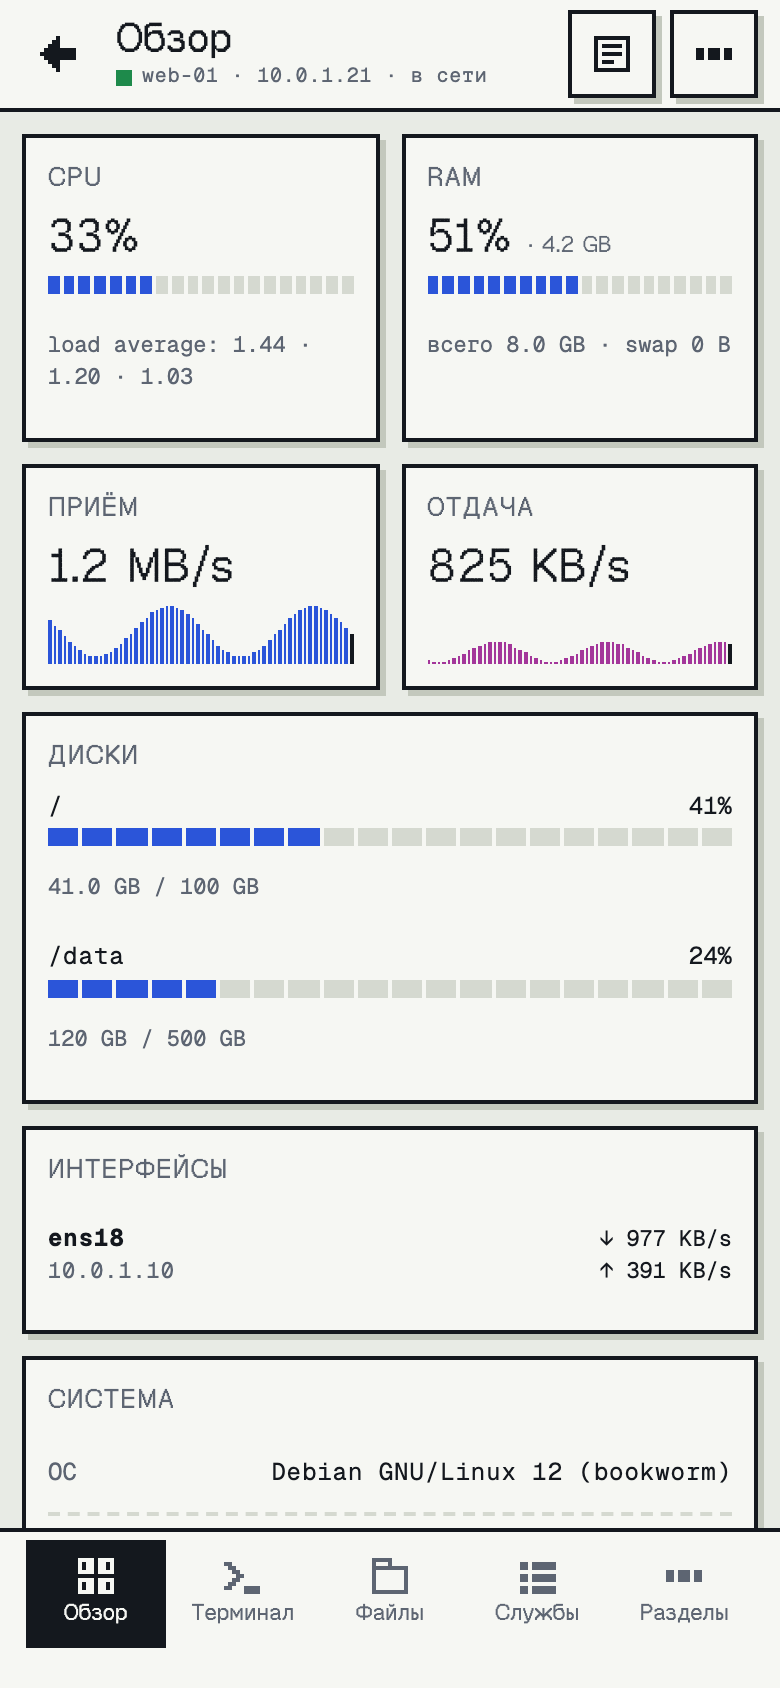 Обзор
web-01 · 10.0.1.21 · в сети
CPU
33%
load average: 1.44 ·
1.20 · 1.03
RAM
51% · 4.2 GB
всего 8.0 GB · swap 0 B
ПРИЁМ
1.2 MB/s
ОТДАЧА
825 KB/s
ДИСКИ
/ 41%
41.0 GB / 100 GB
/data 24%
120 GB / 500 GB
ИНТЕРФЕЙСЫ
ens18 ↓ 977 KB/s
10.0.1.10 ↑ 391 KB/s
СИСТЕМА
ОС Debian GNU/Linux 12 (bookworm)
Обзор Терминал Файлы Службы Разделы